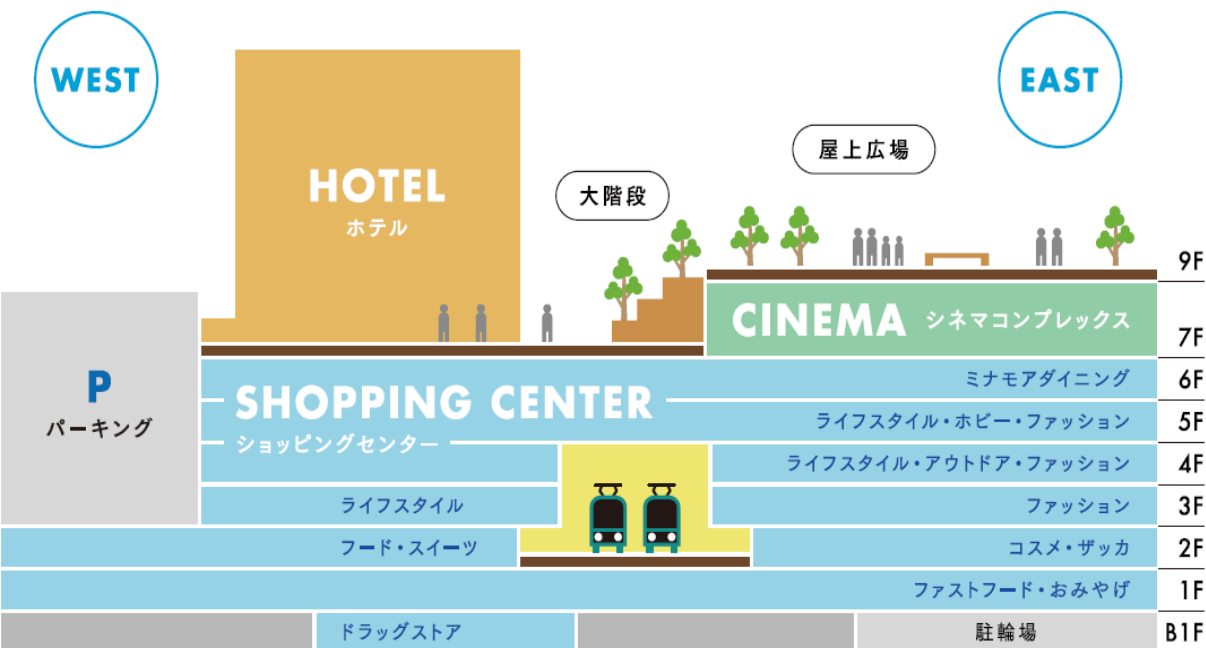 WEST
EAST
屋上広場
大階段
HOTEL
ホテル
9F
CINEMA シネマコンプレックス
7F
P
パーキング
SHOPPING CENTER
ショッピングセンター
ミナモアダイニング 6F
ライフスタイル・ホビー・ファッション 5F
ライフスタイル・アウトドア・ファッション 4F
ライフスタイル ファッション 3F
フード・スイーツ コスメ・ザッカ 2F
ファストフード・おみやげ 1F
ドラッグストア 駐輪場 B1F